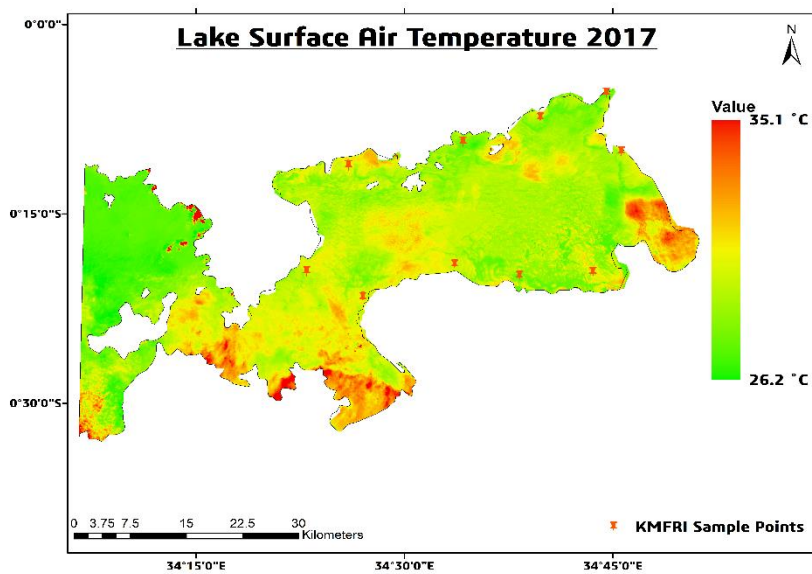 Lake Surface Air Temperature 2017
N
0°0'0"
0°15'0"S
0°30'0"S
Value
35.1 °C
26.2 °C
0 3.75 7.5 15 22.5 30
Kilometers
KMFRI Sample Points
34°15'0"E 34°30'0"E 34°45'0"E